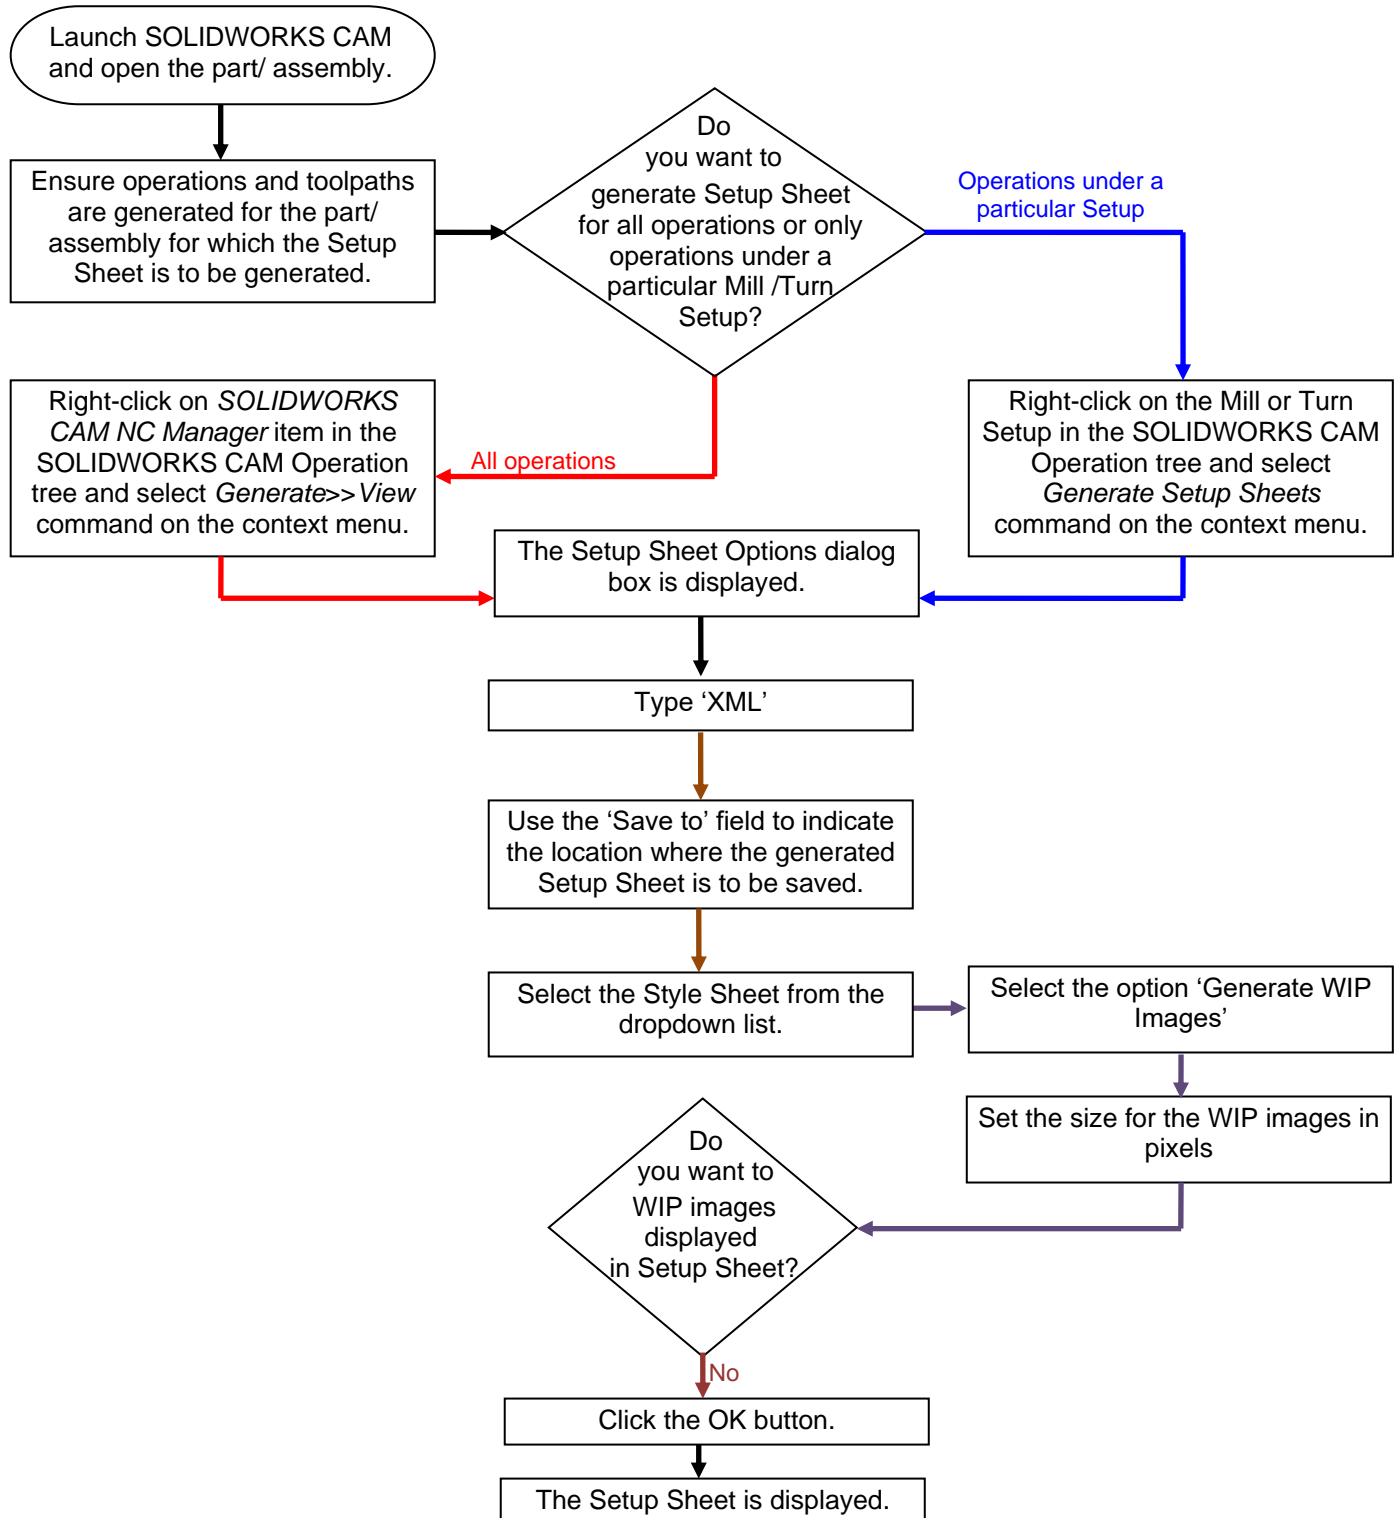 Launch SOLIDWORKS CAM
and open the part/ assembly.
Ensure operations and toolpaths
are generated for the part/
assembly for which the Setup
Sheet is to be generated.
Do
you want to
generate Setup Sheet
for all operations or only
operations under a
particular Mill /Turn
Setup?
Operations under a
particular Setup
All operations
Right-click on SOLIDWORKS
CAM NC Manager item in the
SOLIDWORKS CAM Operation
tree and select Generate>>View
command on the context menu.
Right-click on the Mill or Turn
Setup in the SOLIDWORKS CAM
Operation tree and select
Generate Setup Sheets
command on the context menu.
The Setup Sheet Options dialog
box is displayed.
Type ‘XML’
Use the ‘Save to’ field to indicate
the location where the generated
Setup Sheet is to be saved.
Select the Style Sheet from the
dropdown list.
Select the option ‘Generate WIP
Images’
Set the size for the WIP images in
pixels
Do
you want to
WIP images
displayed
in Setup Sheet?
No
Click the OK button.
The Setup Sheet is displayed.